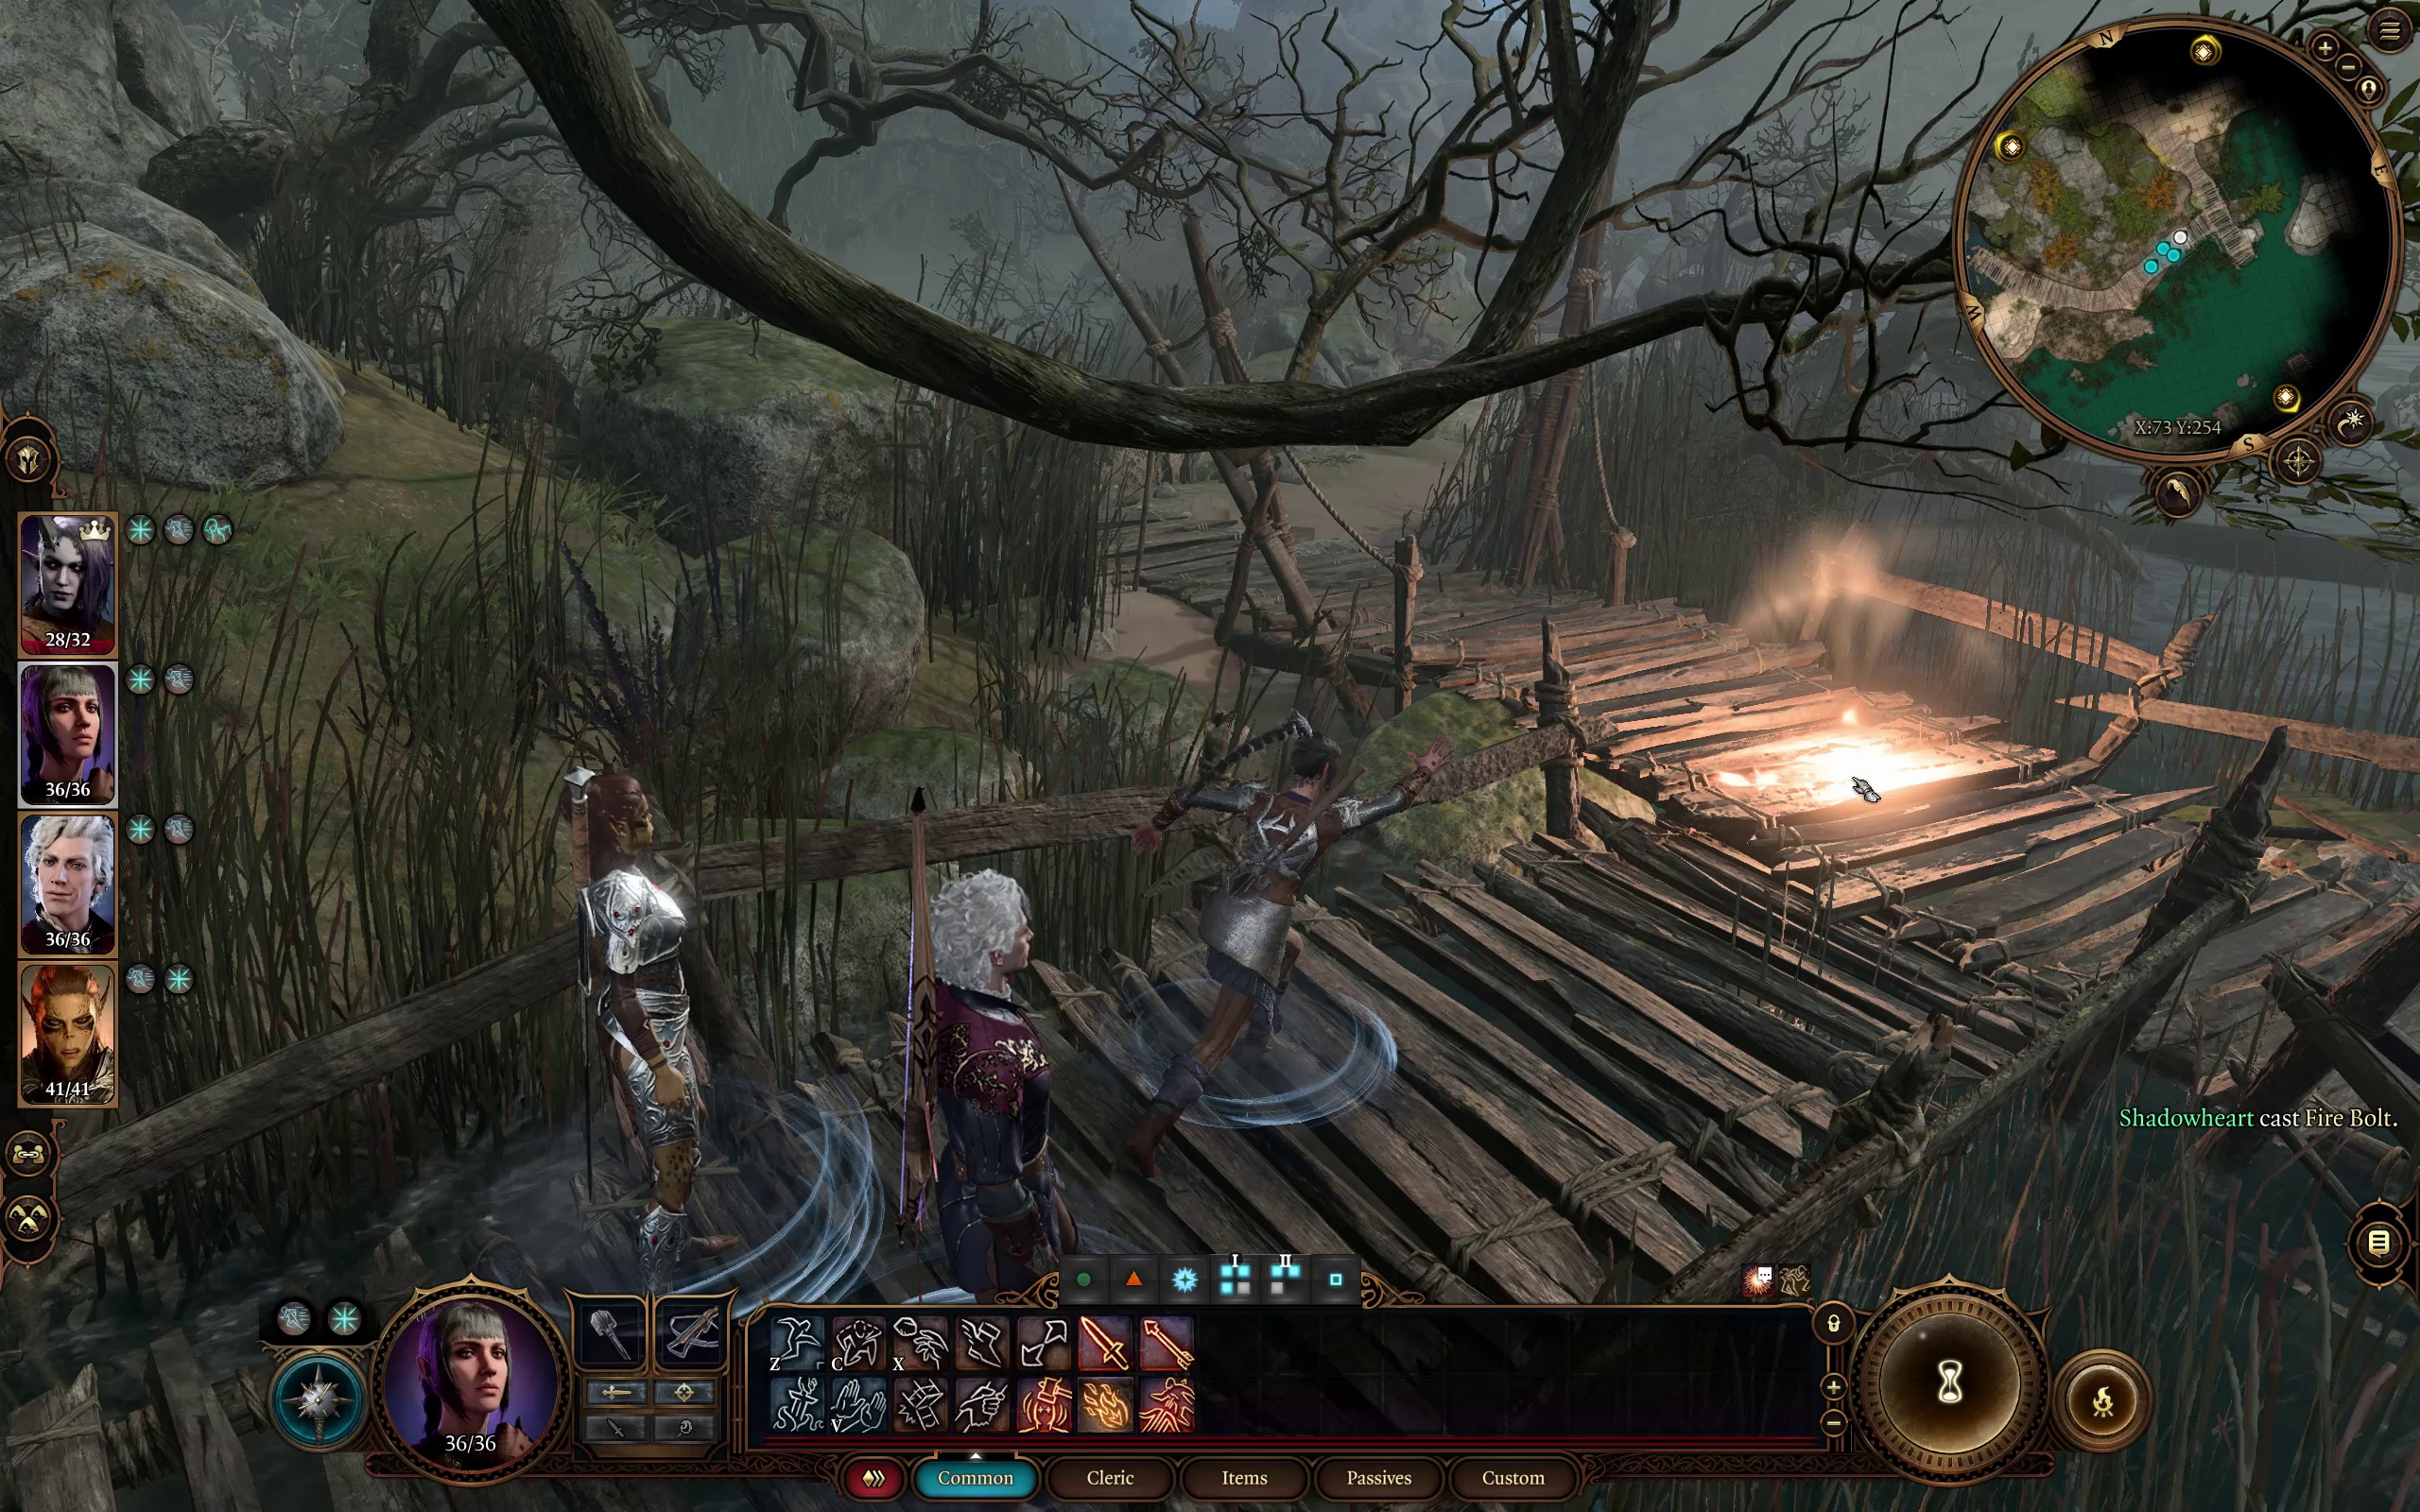 N
E
W
S
X:73 Y:254
28/32
36/36
36/36
41/41
Shadowheart cast Fire Bolt.
I II
Z C X
V
36/36
Common Cleric Items Passives Custom